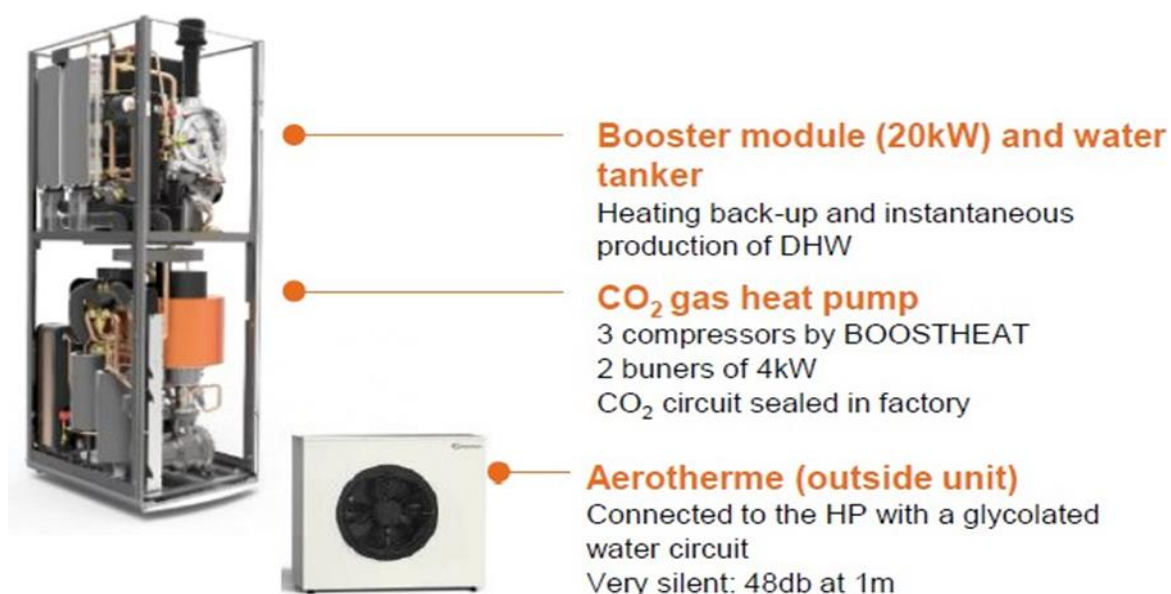 Booster module (20kW) and water
tanker
Heating back-up and instantaneous
production of DHW
CO₂ gas heat pump
3 compressors by BOOSTHEAT
2 buners of 4kW
CO₂ circuit sealed in factory
Aerotherme (outside unit)
Connected to the HP with a glycolated
water circuit
Very silent: 48db at 1m